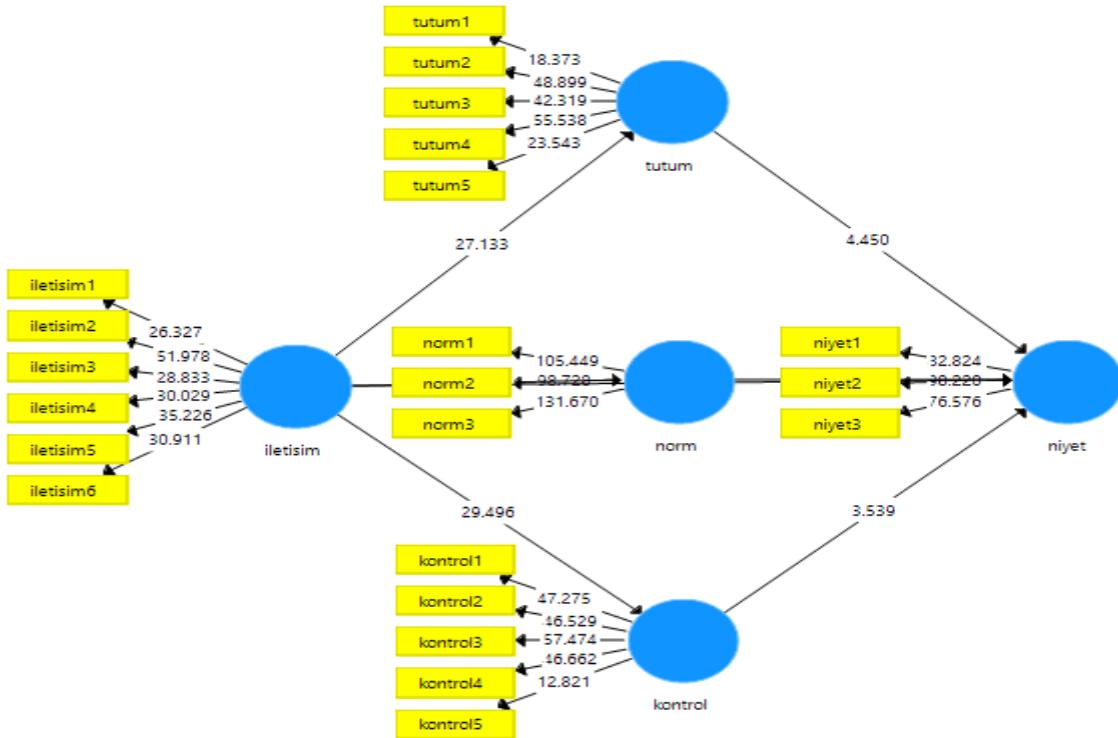 tutum1
18.373
tutum2
48.899
tutum3
42.319
tutum4
55.538
tutum5
23.543
tutum
27.133
4.450
iletisim1
26.327
iletisim2
51.978
iletisim3
28.833
iletisim4
30.029
iletisim5
35.226
iletisim6
30.911
iletisim
norm1
105.449
norm2
norm3
131.670
norm
niyet1
32.824
niyet2
niyet3
76.576
niyet
29.496
3.539
kontrol1
47.275
kontrol2
46.529
kontrol3
57.474
kontrol4
46.662
kontrol5
12.821
kontrol